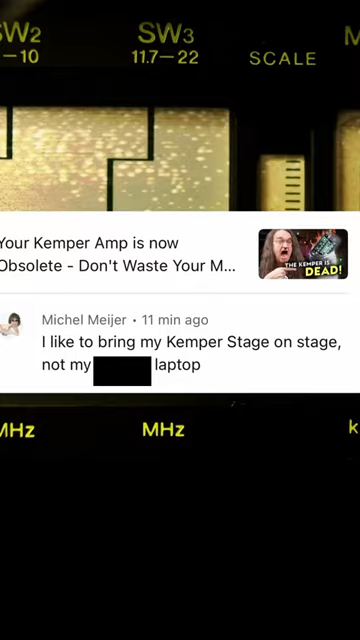 SW2
SW3
–10
11.7–22
SCALE
M
Your Kemper Amp is now
Obsolete - Don't Waste Your M...
THE KEMPER IS
DEAD!
Michel Meijer • 11 min ago
I like to bring my Kemper Stage on stage,
not my laptop
MHz
MHz
k